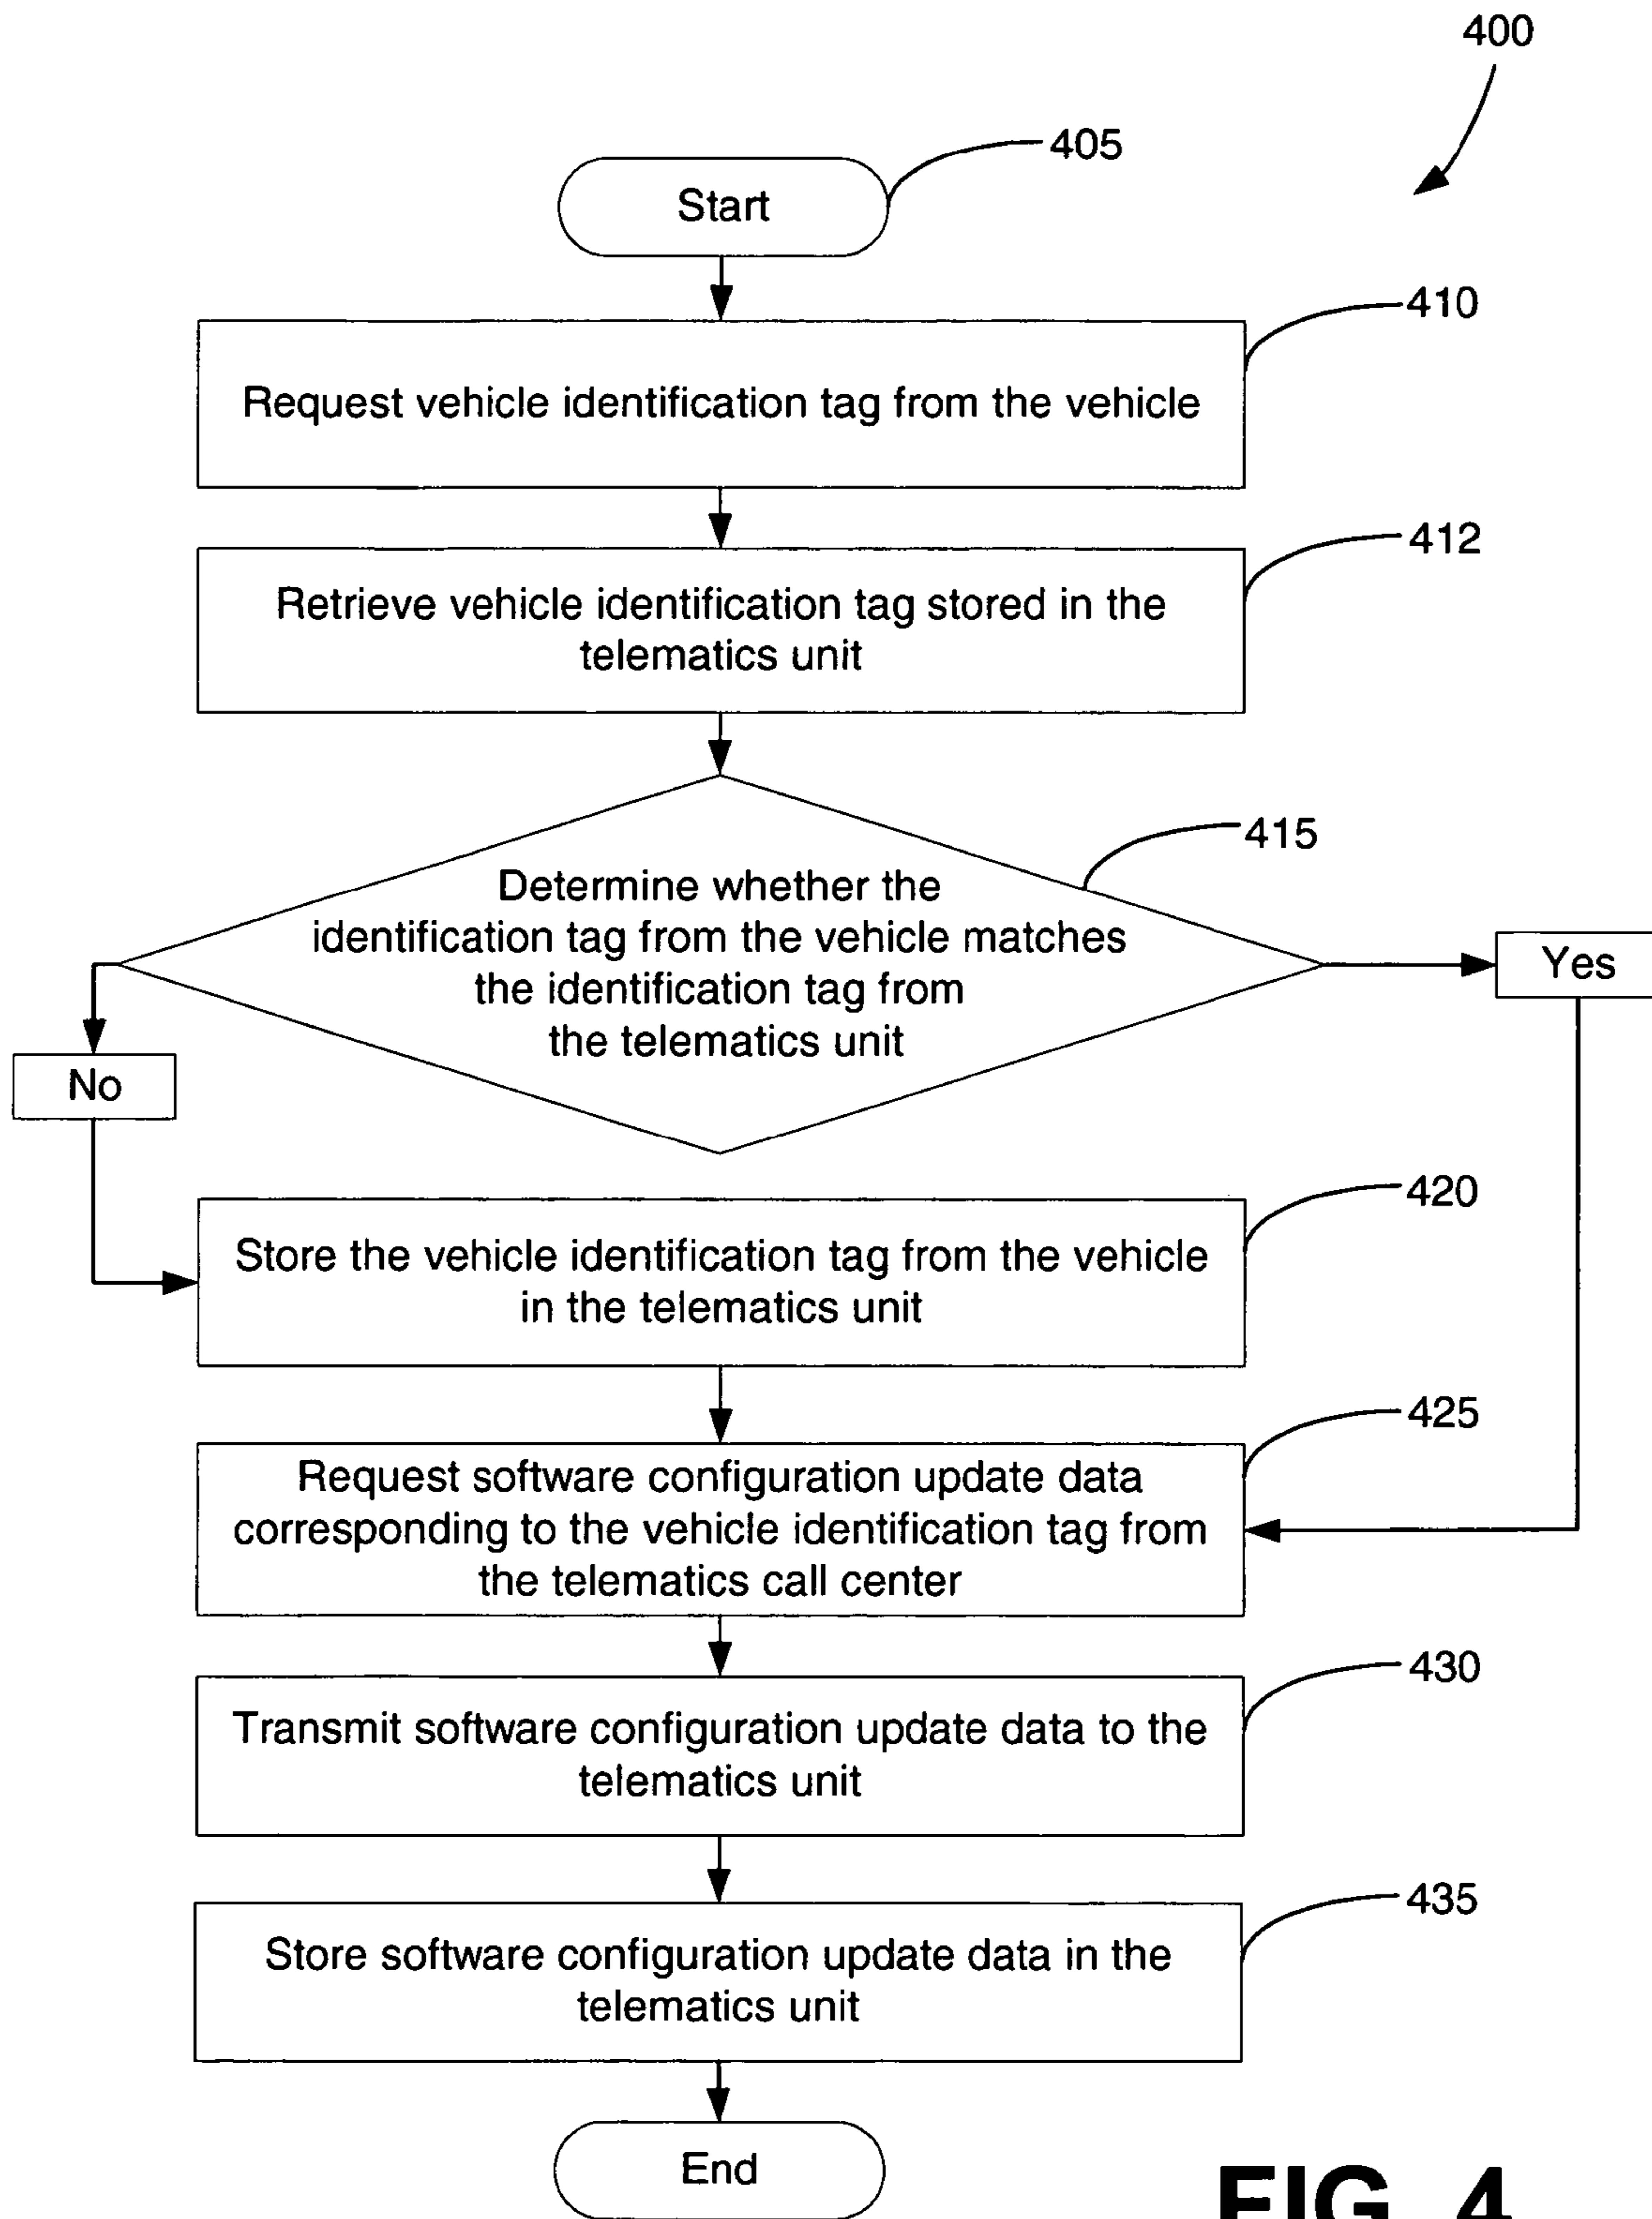 400
405
Start
410
Request vehicle identification tag from the vehicle
412
Retrieve vehicle identification tag stored in the
telematics unit
415
Determine whether the
identification tag from the vehicle matches
the identification tag from
the telematics unit
Yes
No
420
Store the vehicle identification tag from the vehicle
in the telematics unit
425
Request software configuration update data
corresponding to the vehicle identification tag from
the telematics call center
430
Transmit software configuration update data to the
telematics unit
435
Store software configuration update data in the
telematics unit
End
FIG. 4